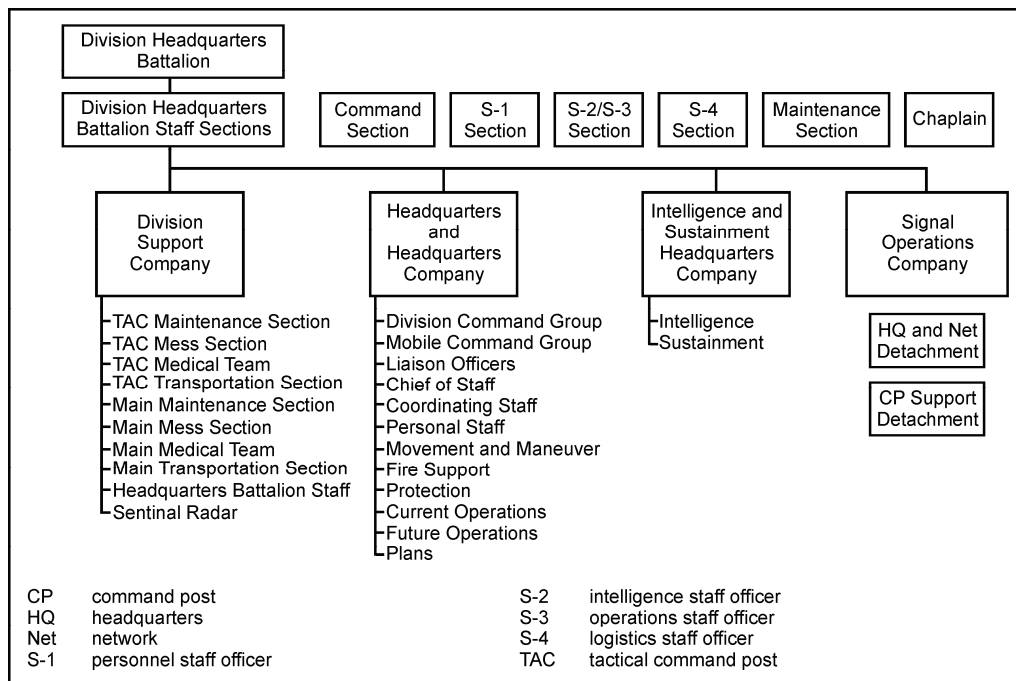 Division Headquarters
Battalion
Division Headquarters
Battalion Staff Sections
Command
Section
S-1
Section
S-2/S-3
Section
S-4
Section
Maintenance
Section
Chaplain
Division
Support
Company
Headquarters
and
Headquarters
Company
Intelligence and
Sustainment
Headquarters
Company
Signal
Operations
Company
TAC Maintenance Section
TAC Mess Section
TAC Medical Team
TAC Transportation Section
Main Maintenance Section
Main Mess Section
Main Medical Team
Main Transportation Section
Headquarters Battalion Staff
Sentinal Radar
Division Command Group
Mobile Command Group
Liaison Officers
Chief of Staff
Coordinating Staff
Personal Staff
Movement and Maneuver
Fire Support
Protection
Current Operations
Future Operations
Plans
Intelligence
Sustainment
HQ and Net
Detachment
CP Support
Detachment
CP command post
HQ headquarters
Net network
S-1 personnel staff officer
S-2 intelligence staff officer
S-3 operations staff officer
S-4 logistics staff officer
TAC tactical command post